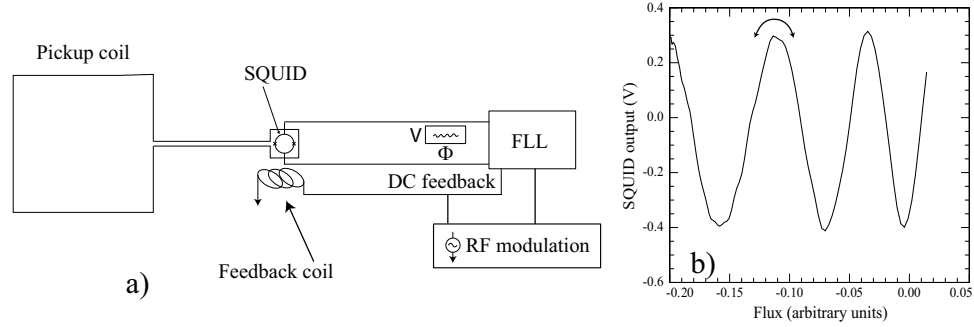 Pickup coil
SQUID
V
Φ
FLL
DC feedback
RF modulation
Feedback coil
a)
b)
SQUID output (V)
0.4
0.2
0.0
-0.2
-0.4
-0.6
-0.20
-0.15
-0.10
-0.05
0.00
0.05
Flux (arbitrary units)